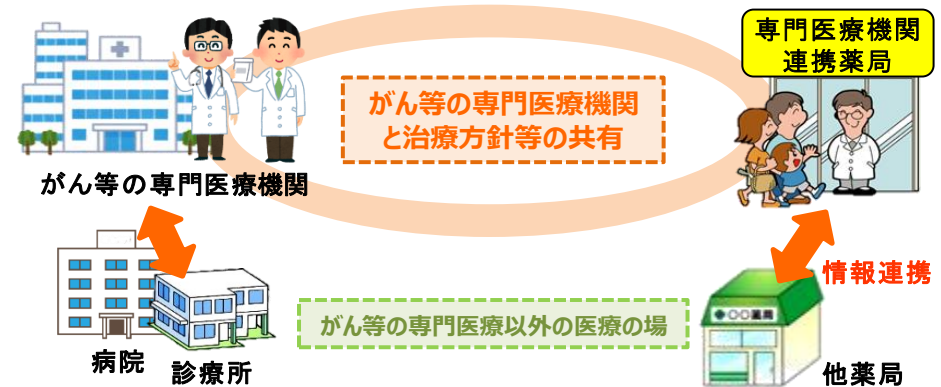 専門医療機関
連携薬局
がん等の専門医療機関
と治療方針等の共有
がん等の専門医療機関
情報連携
○○薬局
がん等の専門医療以外の医療の場
病院
診療所
他薬局